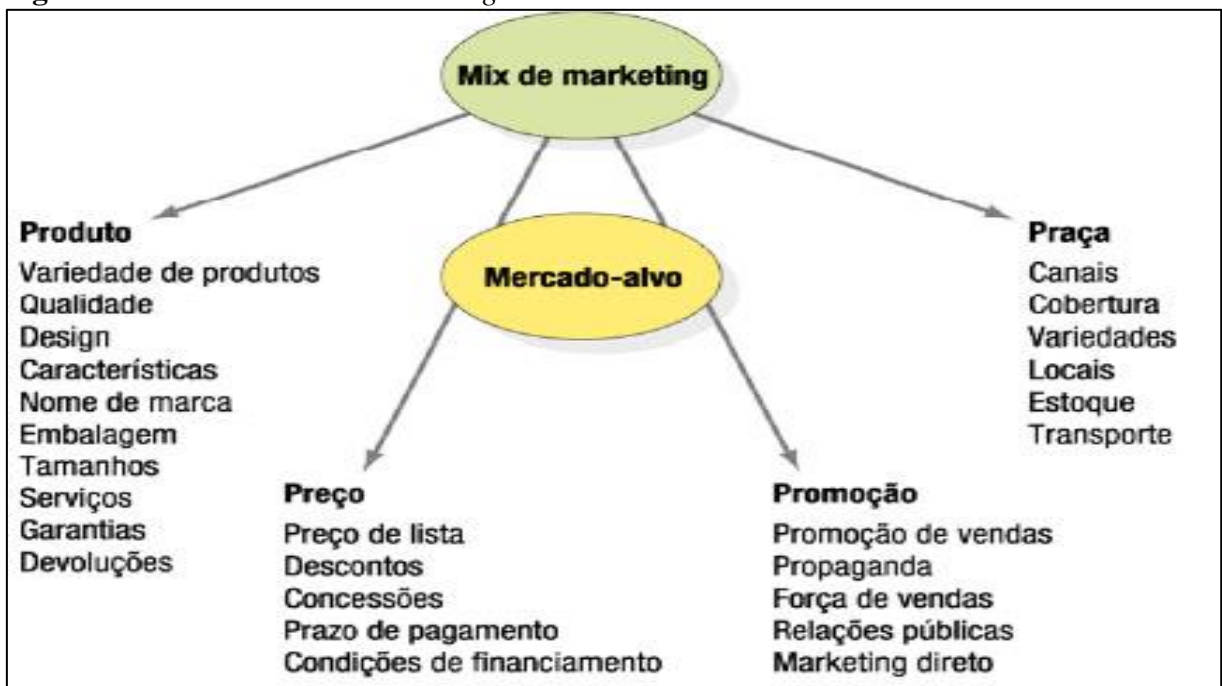 Mix de marketing
Mercado-alvo
Produto
Variedade de produtos
Qualidade
Design
Características
Nome de marca
Embalagem
Tamanhos
Serviços
Garantias
Devoluções
Preço
Preço de lista
Descontos
Concessões
Prazo de pagamento
Condições de financiamento
Promoção
Promoção de vendas
Propaganda
Força de vendas
Relações públicas
Marketing direto
Praça
Canais
Cobertura
Variedades
Locais
Estoque
Transporte